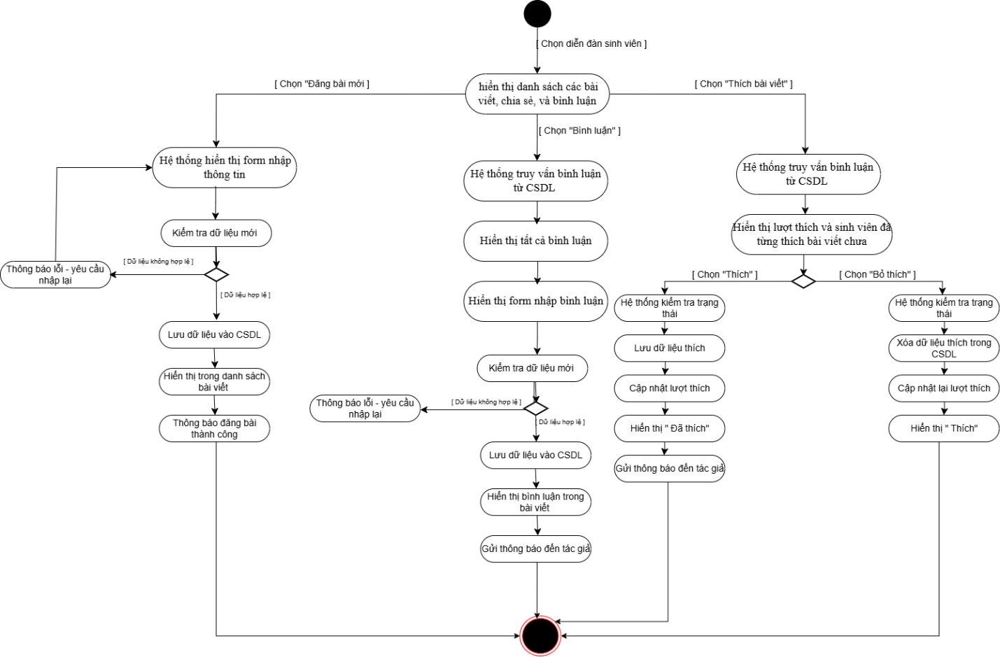 [ Chọn diễn đàn sinh viên ]
hiển thị danh sách các bài
viết, chia sẻ, và bình luận
[ Chọn "Đăng bài mới ]
[ Chọn "Thích bài viết" ]
[ Chọn "Bình luận" ]
Hệ thống hiển thị form nhập
thông tin
Kiểm tra dữ liệu mới
[ Dữ liệu không hợp lệ ]
Thông báo lỗi - yêu cầu
nhập lại
[ Dữ liệu hợp lệ ]
Lưu dữ liệu vào CSDL
Hiển thị trong danh sách
bài viết
Thông báo đăng bài
thành công
Hệ thống truy vấn bình luận
từ CSDL
Hiển thị tất cả bình luận
Hiển thị form nhập bình luận
Kiểm tra dữ liệu mới
[ Dữ liệu không hợp lệ ]
Thông báo lỗi - yêu cầu
nhập lại
[ Dữ liệu hợp lệ ]
Lưu dữ liệu vào CSDL
Hiển thị bình luận trong
bài viết
Gửi thông báo đến tác giả
Hệ thống truy vấn bình luận
từ CSDL
Hiển thị lượt thích và sinh viên đã
từng thích bài viết chưa
[ Chọn "Thích" ]
[ Chọn "Bỏ thích" ]
Hệ thống kiểm tra trạng
thái
Lưu dữ liệu thích
Cập nhật lượt thích
Hiển thị " Đã thích"
Gửi thông báo đến tác giả
Hệ thống kiểm tra trạng
thái
Xóa dữ liệu thích trong
CSDL
Cập nhật lại lượt thích
Hiển thị " Thích"